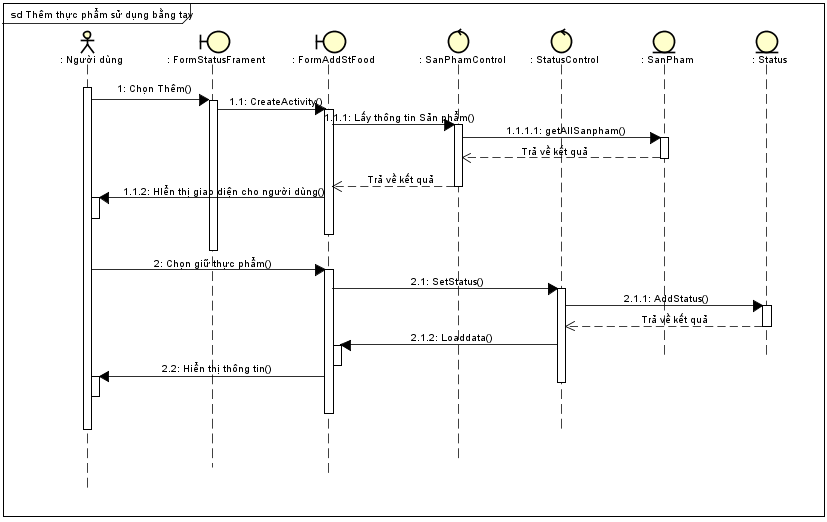 sd Thêm thực phẩm sử dụng bằng tay
: Người dùng
: FormStatusFrament
: FormAddStFood
: SanPhamControl
: StatusControl
: SanPham
: Status
1: Chọn Thêm()
1.1: CreateActivity()
1.1.1: Lấy thông tin Sản phẩm()
1.1.1.1: getAllSanpham()
Trả về kết quả
Trả về kết quả
1.1.2: HIển thị giao diện cho người dùng()
2: Chọn giữ thực phẩm()
2.1: SetStatus()
2.1.1: AddStatus()
Trả về kết quả
2.1.2: Loaddata()
2.2: Hiển thị thông tin()